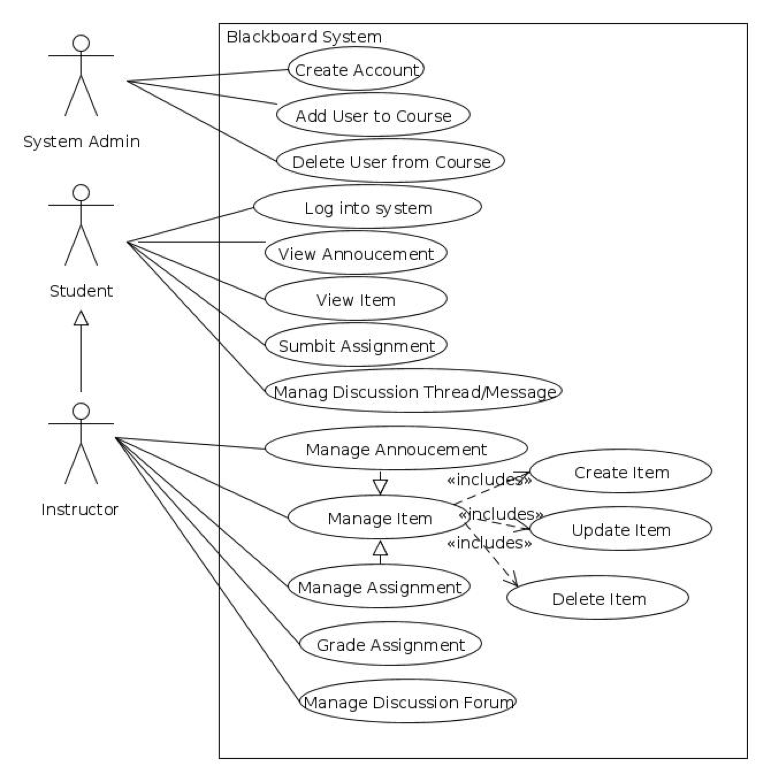 Blackboard System
Create Account
Add User to Course
System Admin
Delete User from Course
Log into system
View Annoucement
Student
View Item
Sumbit Assignment
Manag Discussion Thread/Message
Manage Annoucement
Create Item
«includes»
Instructor
Manage Item
«includes»
Update Item
«includes»
Manage Assignment
Delete Item
Grade Assignment
Manage Discussion Forum